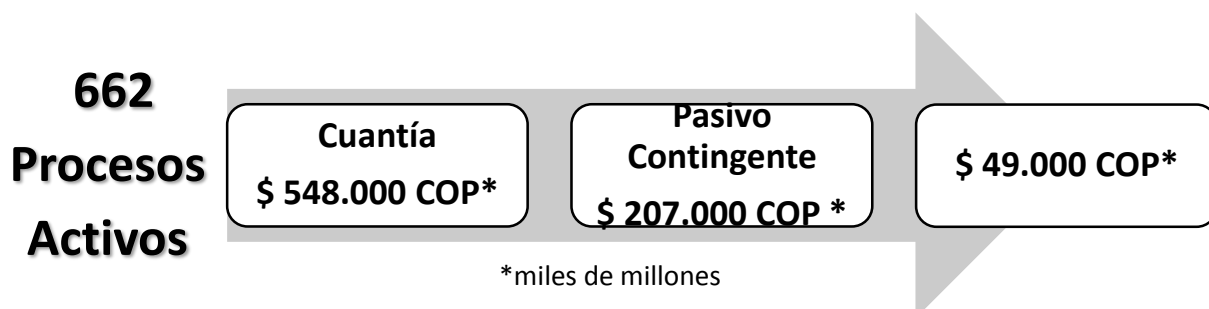 662
Procesos
Activos
Cuantía
$ 548.000 COP*
Pasivo
Contingente
$ 207.000 COP *
$ 49.000 COP*
*miles de millones